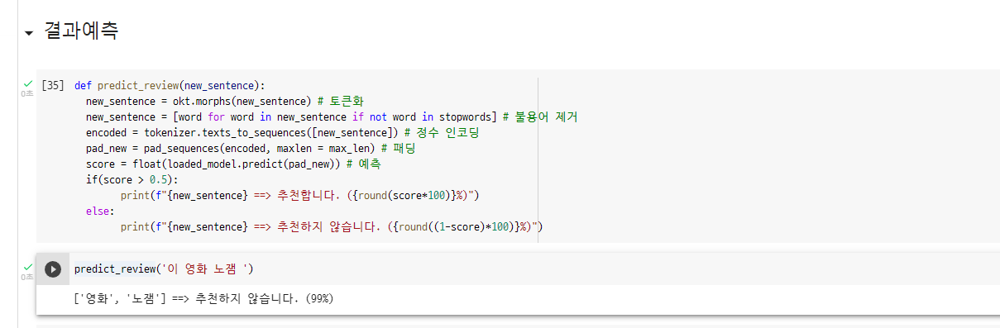 결과예측
[35] def predict_review(new_sentence):
new_sentence = okt.morphs(new_sentence) # 토큰화
new_sentence = [word for word in new_sentence if not word in stopwords] # 불용어 제거
encoded = tokenizer.texts_to_sequences([new_sentence]) # 정수 인코딩
pad_new = pad_sequences(encoded, maxlen = max_len) # 패딩
score = float(loaded_model.predict(pad_new)) # 예측
if(score > 0.5):
print(f"{new_sentence} ==> 추천합니다. ({round(score*100)}%)")
else:
print(f"{new_sentence} ==> 추천하지 않습니다. ({round((1-score)*100)}%)")
0초
predict_review('이 영화 노잼 ')
0초
['영화', '노잼'] ==> 추천하지 않습니다. (99%)